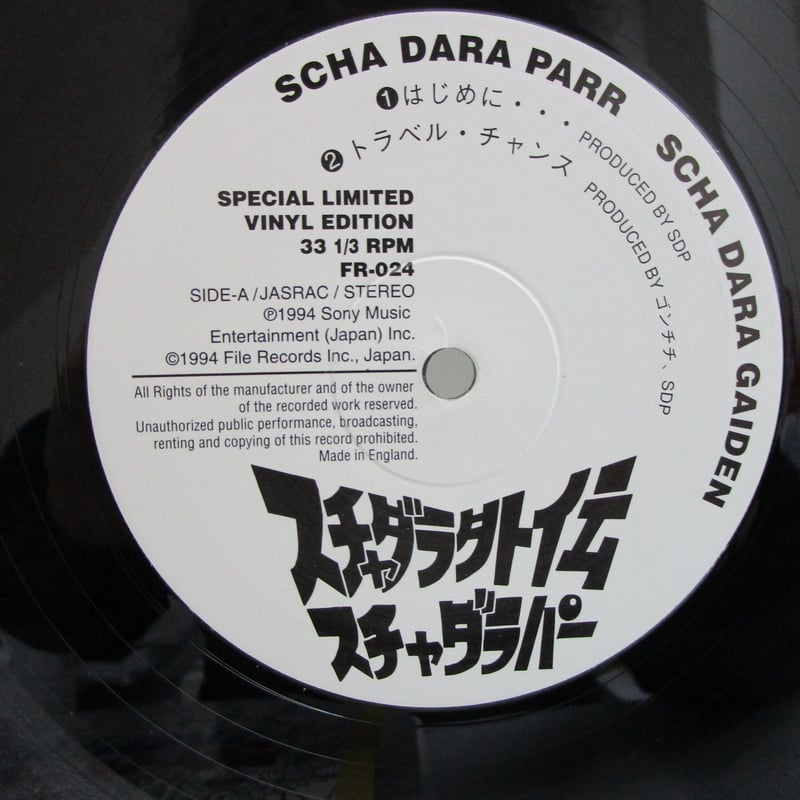 SCHA DARA PARR SCHA DARA GAIDEN
❶はじめに・・・PRODUCED BY SDP
❷トラベル・チャンス PRODUCED BY ゴンチチ、SDP
SPECIAL LIMITED
VINYL EDITION
33 1/3 RPM
FR-024
SIDE-A /JASRAC / STEREO
℗1994 Sony Music
Entertainment (Japan) Inc.
©1994 File Records Inc., Japan.
All Rights of the manufacturer and of the owner
of the recorded work reserved.
Unauthorized public performance, broadcasting,
renting and copying of this record prohibited.
Made in England.
スチャダラ外伝
スチャダラパー